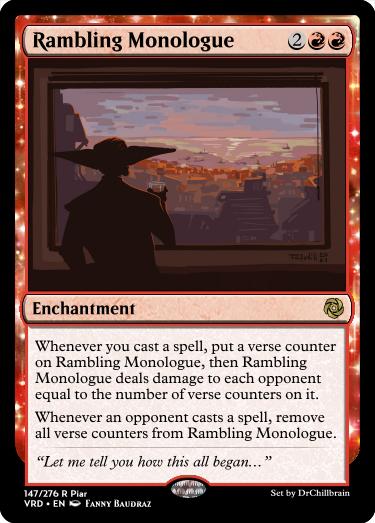 Rambling Monologue 2
Enchantment
Whenever you cast a spell, put a verse counter
on Rambling Monologue, then Rambling
Monologue deals damage to each opponent
equal to the number of verse counters on it.
Whenever an opponent casts a spell, remove
all verse counters from Rambling Monologue.
“Let me tell you how this all began...”
147/276 R Piar
Set by DrChillbrain
VRD • EN Fanny Baudraz